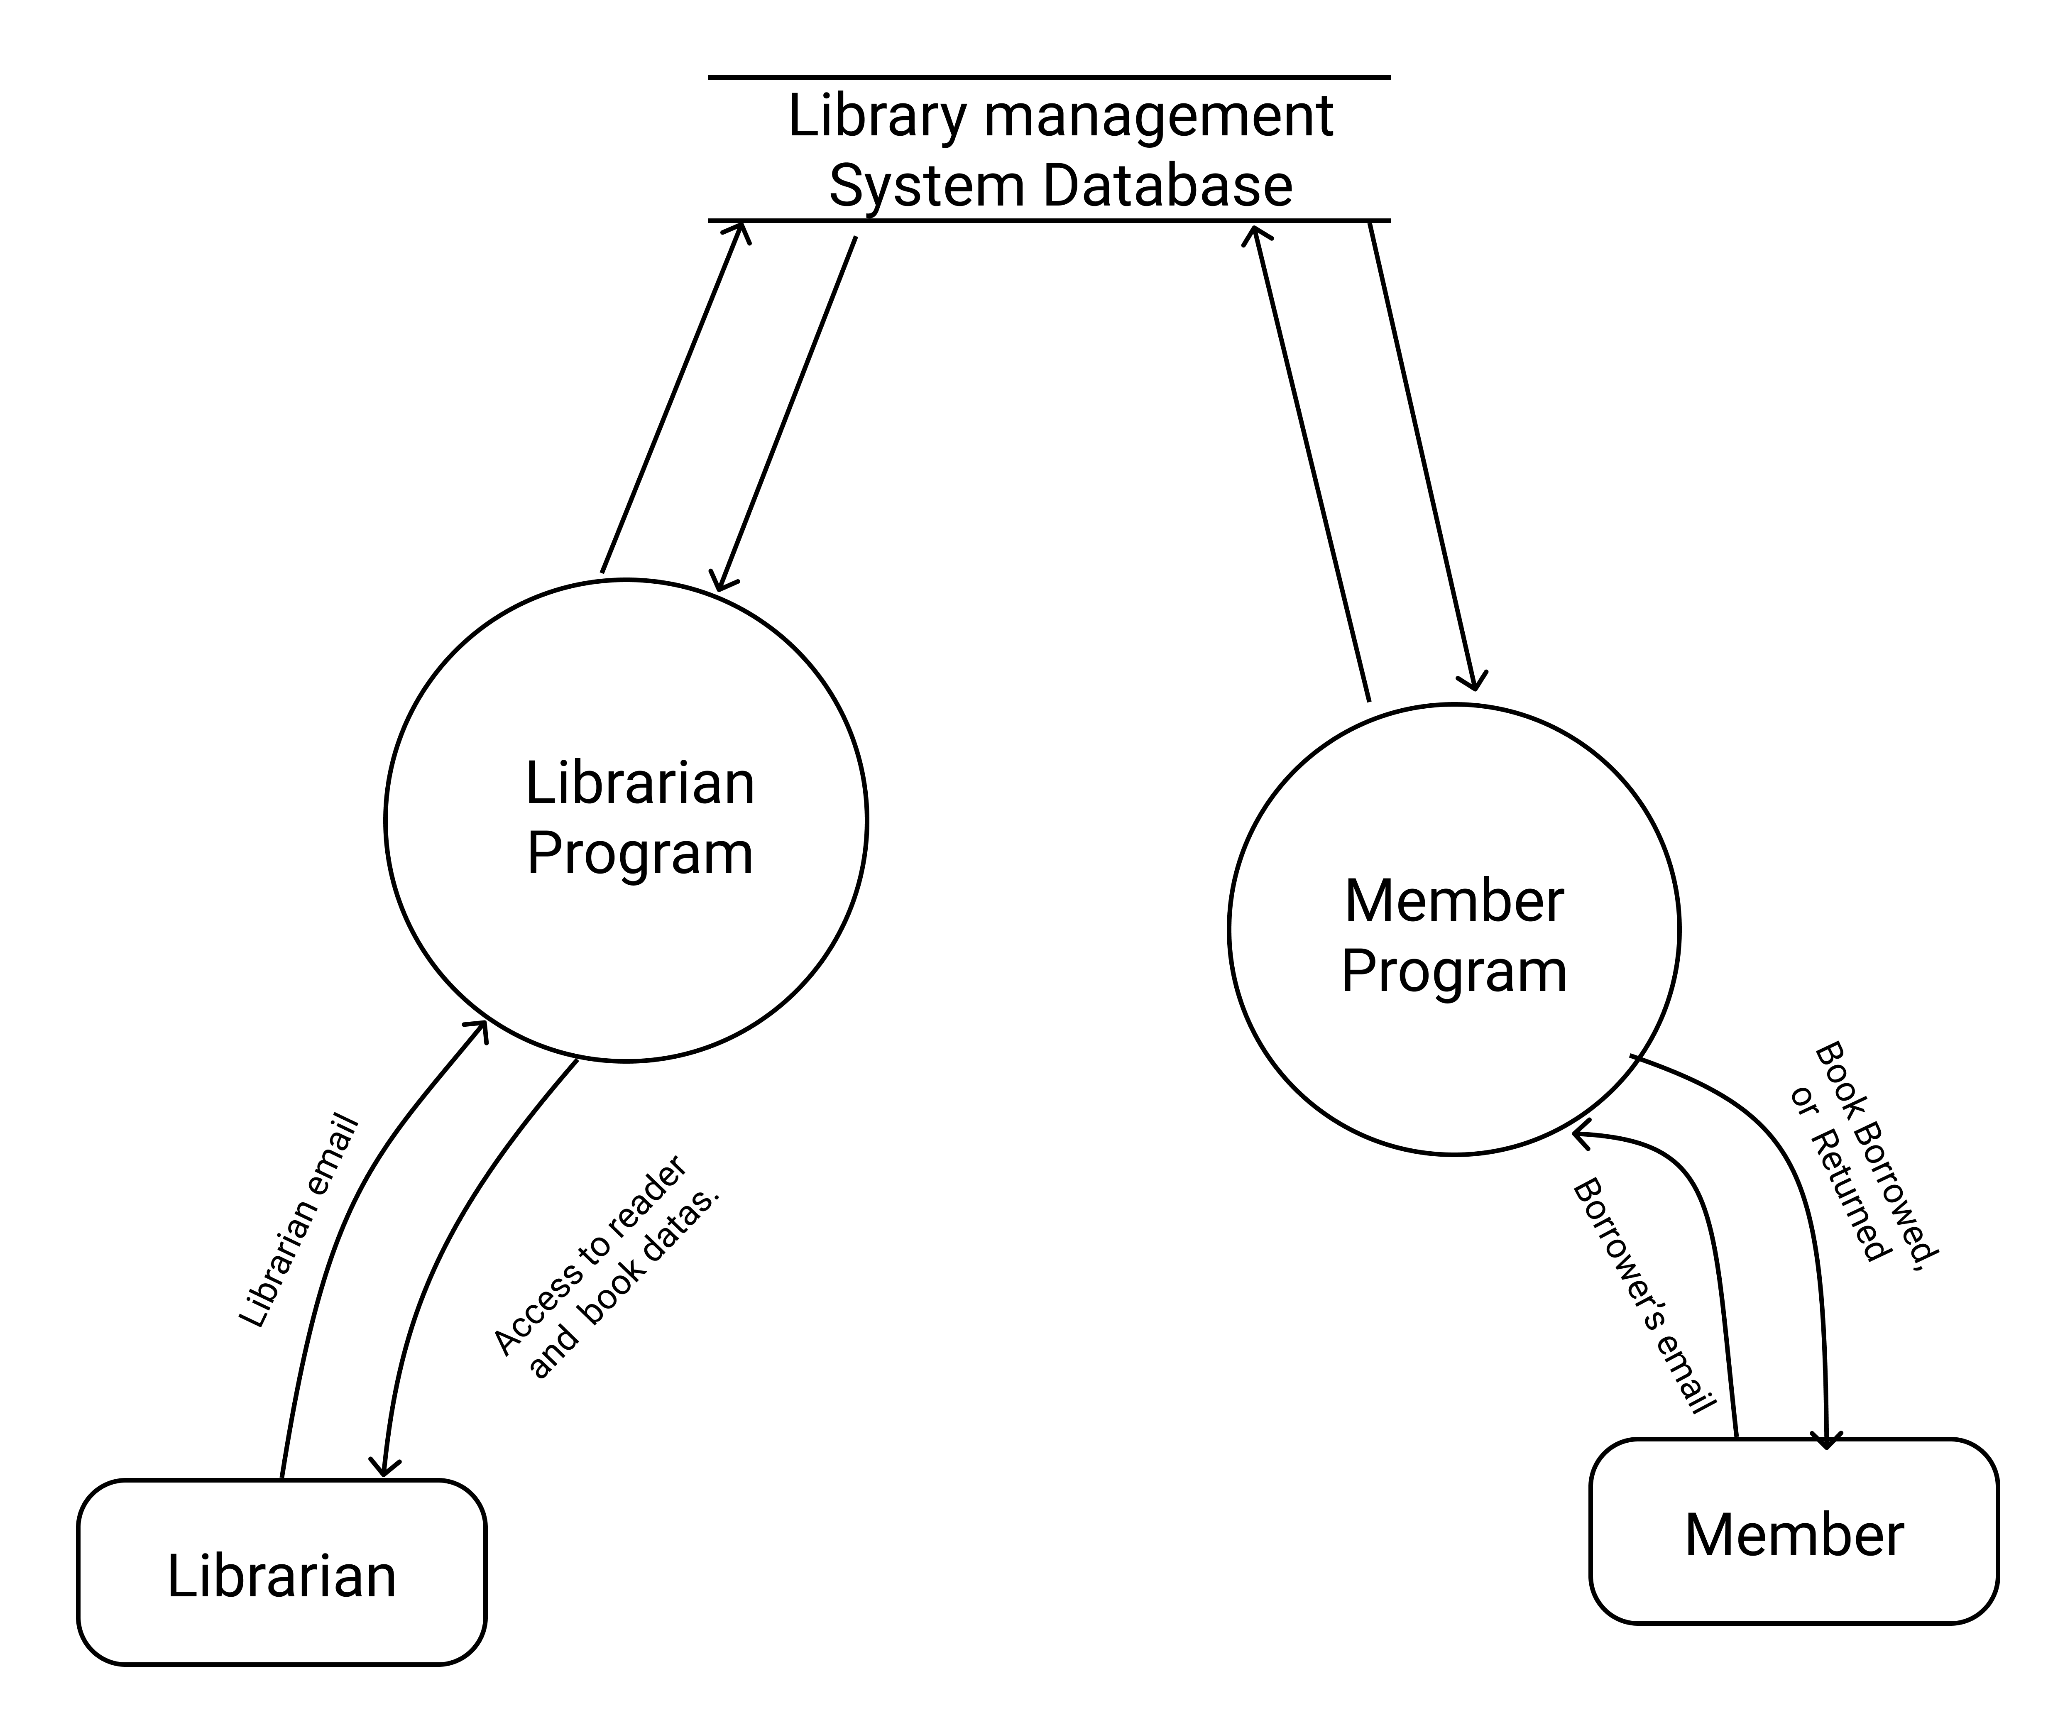 Library management
System Database
Librarian
Program
Member
Program
Librarian email
Access to reader
and book datas.
Borrower's email
Book Borrowed,
or Returned
Librarian
Member